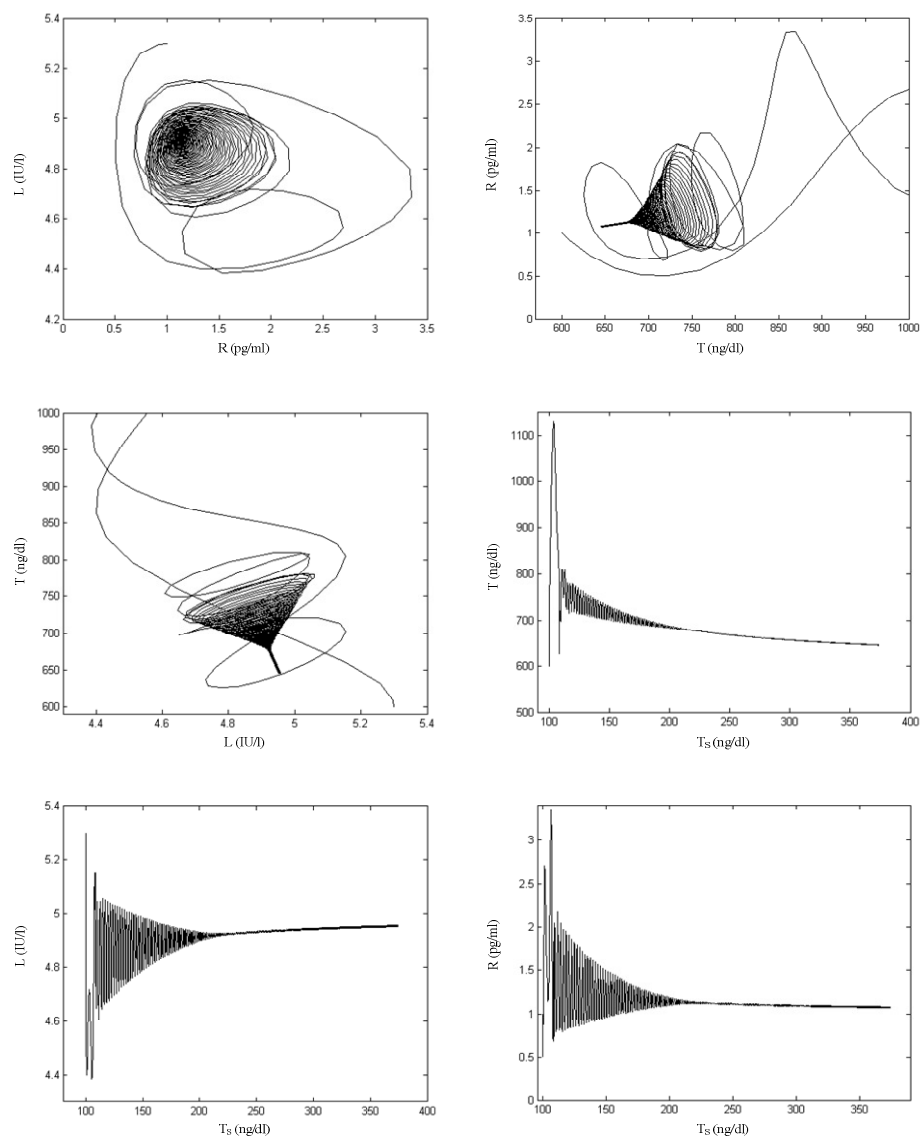 5.4
5.2
5
4.8
4.6
4.4
4.2
L (IU/l)
0 0.5 1 1.5 2 2.5 3 3.5
R (pg/ml)
3.5
3
2.5
2
1.5
1
0.5
0
R (pg/ml)
600 650 700 750 800 850 900 950 1000
T (ng/dl)
1000
950
900
850
800
750
700
650
600
T (ng/dl)
4.4 4.6 4.8 5 5.2 5.4
L (IU/l)
1100
1000
900
800
700
600
500
T (ng/dl)
100 150 200 250 300 350 400
TS (ng/dl)
5.4
5.2
5
4.8
4.6
4.4
L (IU/l)
100 150 200 250 300 350 400
TS (ng/dl)
3
2.5
2
1.5
1
0.5
0
R (pg/ml)
100 150 200 250 300 350
TS (ng/dl)